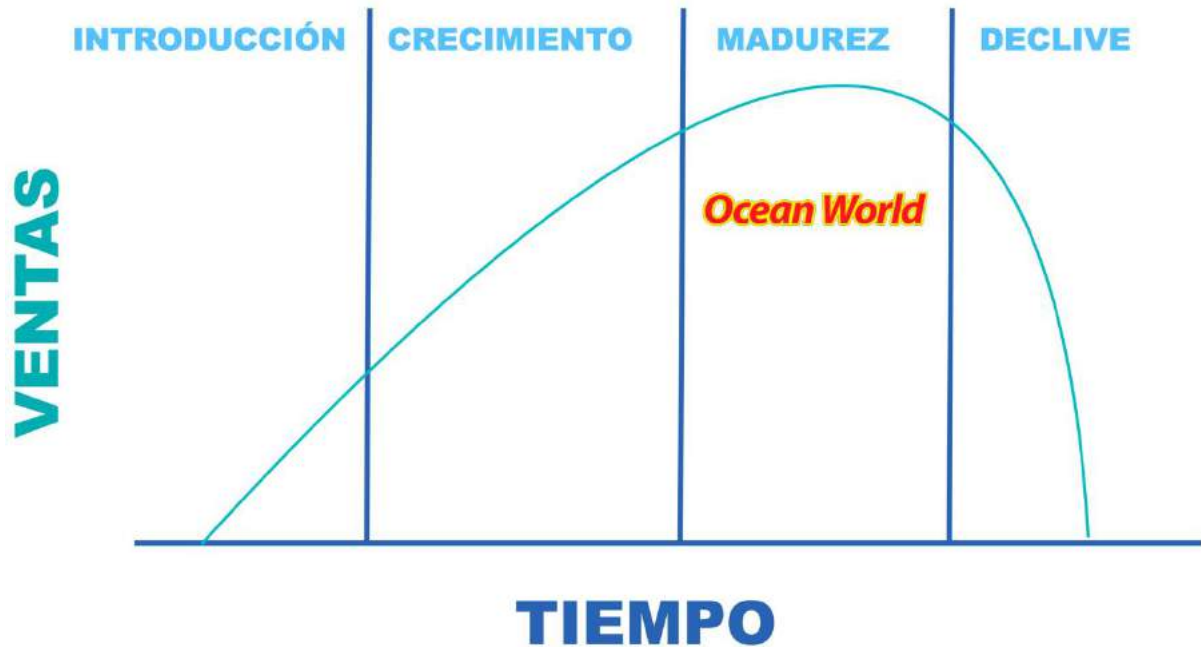 INTRODUCCIÓN
CRECIMIENTO
MADUREZ
DECLIVE
VENTAS
Ocean World
TIEMPO